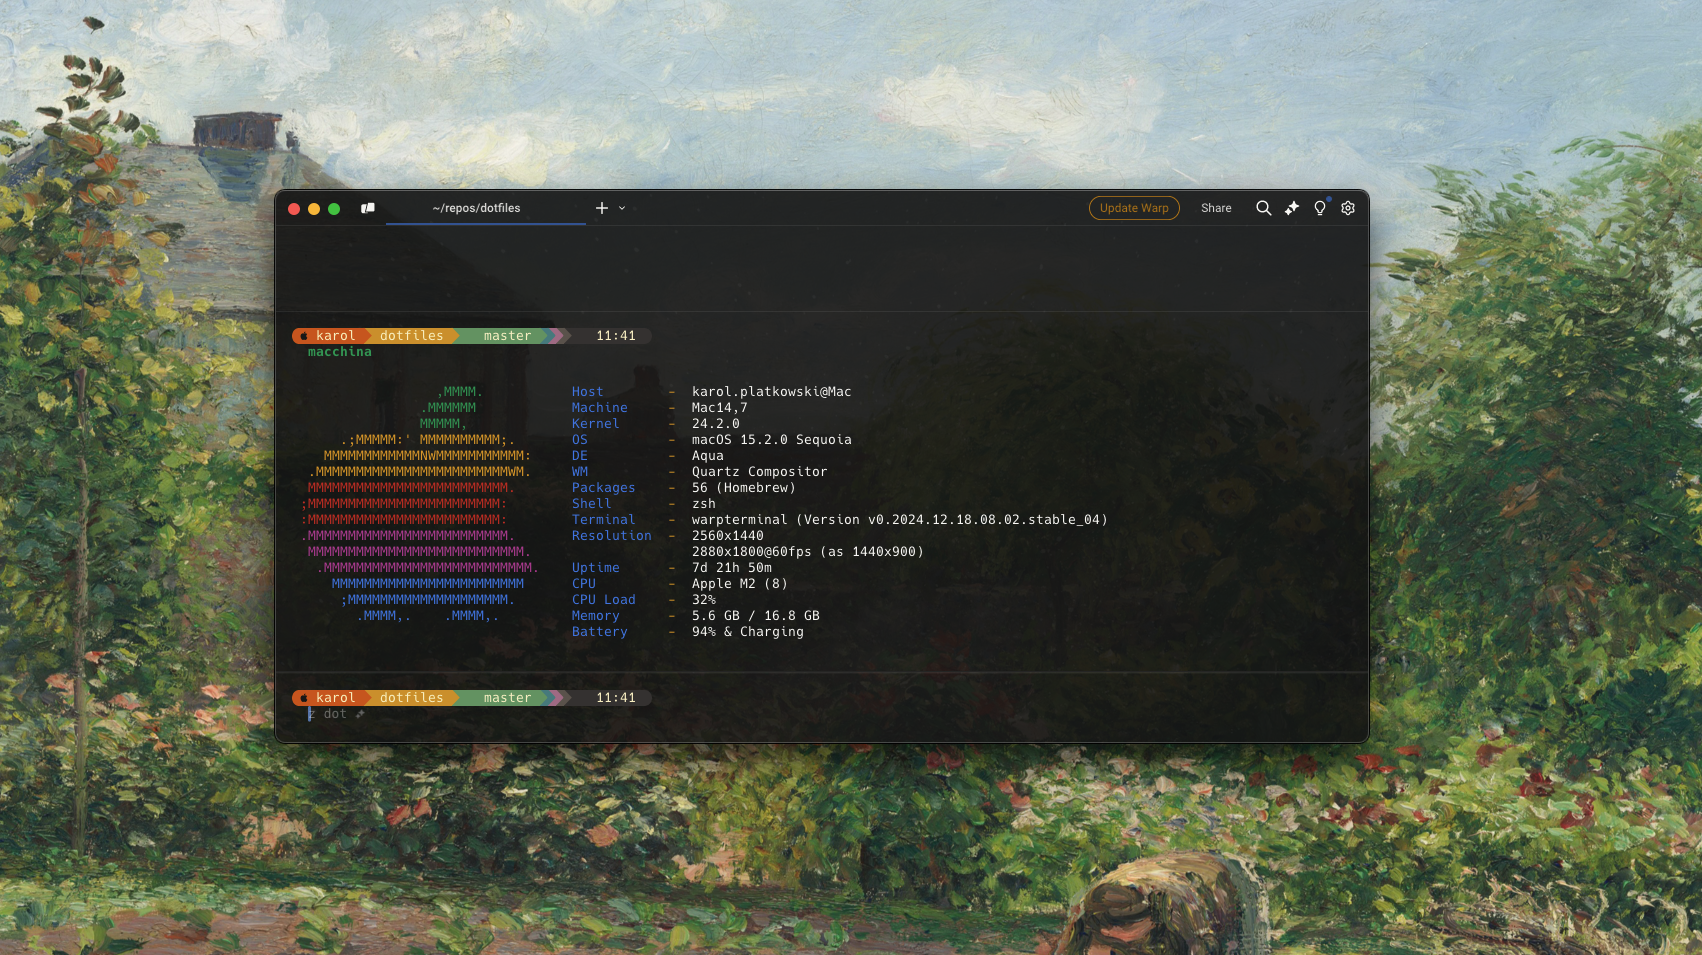 ~/repos/dotfiles
Update Warp
Share
karol dotfiles master 11:41
macchina
,MMMM.
.MMMMMM
MMMMM,
.;MMMMM:' MMMMMMMMMM;.
MMMMMMMMMMMMNWMMMMMMMMMMM:
.MMMMMMMMMMMMMMMMMMMMMMMMWM.
MMMMMMMMMMMMMMMMMMMMMMMMM.
;MMMMMMMMMMMMMMMMMMMMMMMM:
:MMMMMMMMMMMMMMMMMMMMMMMM:
.MMMMMMMMMMMMMMMMMMMMMMMMM.
MMMMMMMMMMMMMMMMMMMMMMMMMMM.
.MMMMMMMMMMMMMMMMMMMMMMMMMM.
MMMMMMMMMMMMMMMMMMMMMMMM
;MMMMMMMMMMMMMMMMMMMM.
.MMMM,. .MMMM,.
Host - karol.platkowski@Mac
Machine - Mac14,7
Kernel - 24.2.0
OS - macOS 15.2.0 Sequoia
DE - Aqua
WM - Quartz Compositor
Packages - 56 (Homebrew)
Shell - zsh
Terminal - warpterminal (Version v0.2024.12.18.08.02.stable_04)
Resolution - 2560x1440
2880x1800@60fps (as 1440x900)
Uptime - 7d 21h 50m
CPU - Apple M2 (8)
CPU Load - 32%
Memory - 5.6 GB / 16.8 GB
Battery - 94% & Charging
karol dotfiles master 11:41
z dot